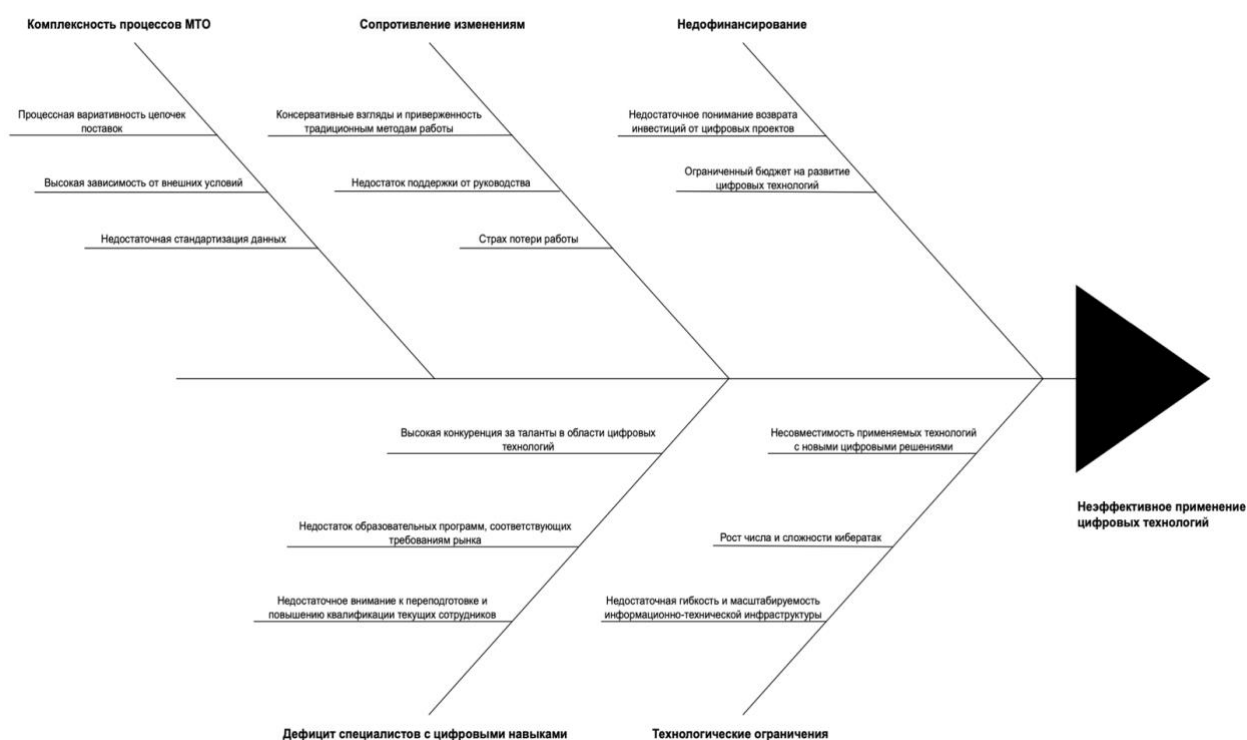 Комплексность процессов МТО
Сопротивление изменениям
Недофинансирование
Процессная вариативность цепочек
поставок
Высокая зависимость от внешних условий
Недостаточная стандартизация данных
Консервативные взгляды и приверженность
традиционным методам работы
Недостаток поддержки от руководства
Страх потери работы
Недостаточное понимание возврата
инвестиций от цифровых проектов
Ограниченный бюджет на развитие
цифровых технологий
Высокая конкуренция за таланты в области цифровых
технологий
Недостаток образовательных программ, соответствующих
требованиям рынка
Недостаточное внимание к переподготовке и
повышению квалификации текущих сотрудников
Несовместимость применяемых технологий
с новыми цифровыми решениями
Рост числа и сложности кибератак
Недостаточная гибкость и масштабируемость
информационно-технической инфраструктуры
Неэффективное применение
цифровых технологий
Дефицит специалистов с цифровыми навыками
Технологические ограничения